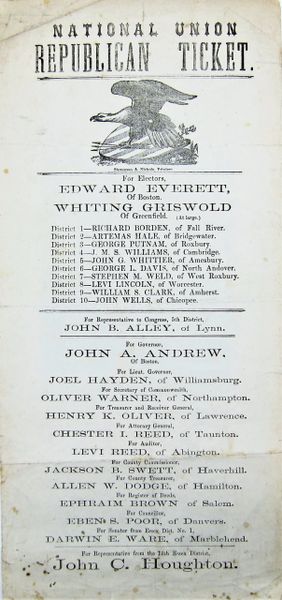 NATIONAL UNION
REPUBLICAN TICKET.
For Electors,
EDWARD EVERETT,
Of Boston.
WHITING GRISWOLD
Of Greenfield. (At large.)
District 1—RICHARD BORDEN, of Fall River.
District 2—ARTEMAS HALE, of Bridgewater.
District 3—GEORGE PUTNAM, of Roxbury.
District 4—J. M. S. WILLIAMS, of Cambridge.
District 5—JOHN G. WHITTIER, of Amesbury.
District 6—GEORGE L. DAVIS, of North Andover.
District 7—STEPHEN M. WELD, of West Roxbury.
District 8—LEVI LINCOLN, of Worcester.
District 9—WILLIAM S. CLARK, of Amherst.
District 10—JOHN WELLS, of Chicopee.
For Representative to Congress, 5th District,
JOHN B. ALLEY, of Lynn.
For Governor,
JOHN A. ANDREW,
Of Boston.
For Lieut. Governor,
JOEL HAYDEN, of Williamsburg.
For Secretary of Commonwealth,
OLIVER WARNER, of Northampton.
For Treasurer and Receiver General,
HENRY K. OLIVER, of Lawrence.
For Attorney General,
CHESTER I. REED, of Taunton.
For Auditor,
LEVI REED, of Abington.
For County Commissioner,
JACKSON B. SWETT, of Haverhill.
For County Treasurer,
ALLEN W. DODGE, of Hamilton.
For Register of Deeds,
EPHRAIM BROWN of Salem.
For Councillor,
EBEN S. POOR, of Danvers.
For Senator from Essex Dist. No. 1,
DARWIN E. WARE, of Marblehead.
For Representative from the Essex District,
John C. Houghton.